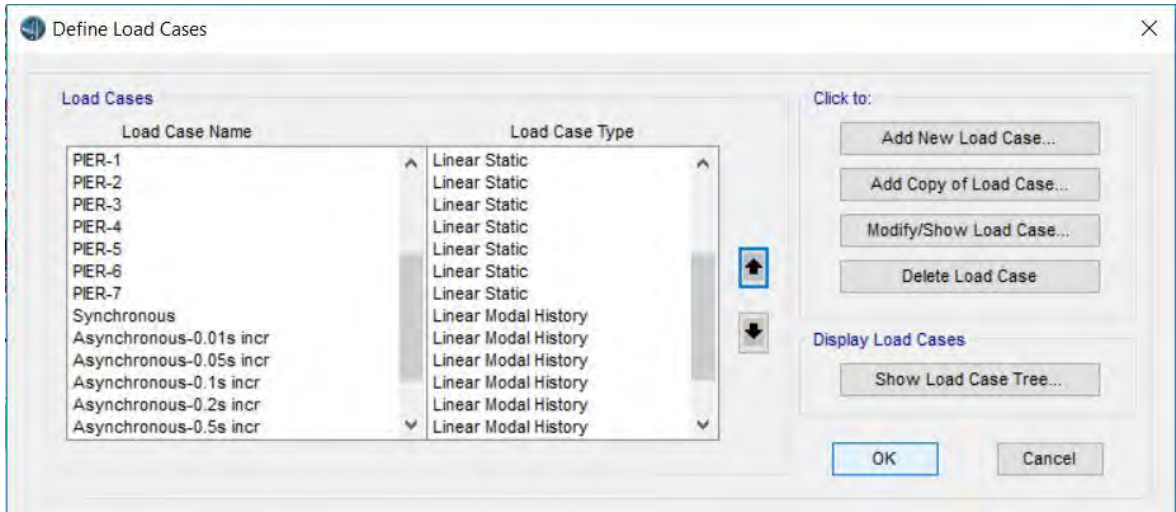 Define Load Cases
Load Cases
Load Case Name Load Case Type
PIER-1 Linear Static
PIER-2 Linear Static
PIER-3 Linear Static
PIER-4 Linear Static
PIER-5 Linear Static
PIER-6 Linear Static
PIER-7 Linear Static
Synchronous Linear Modal History
Asynchronous-0.01s incr Linear Modal History
Asynchronous-0.05s incr Linear Modal History
Asynchronous-0.1s incr Linear Modal History
Asynchronous-0.2s incr Linear Modal History
Asynchronous-0.5s incr Linear Modal History
Click to:
Add New Load Case...
Add Copy of Load Case...
Modify/Show Load Case...
Delete Load Case
Display Load Cases
Show Load Case Tree...
OK Cancel